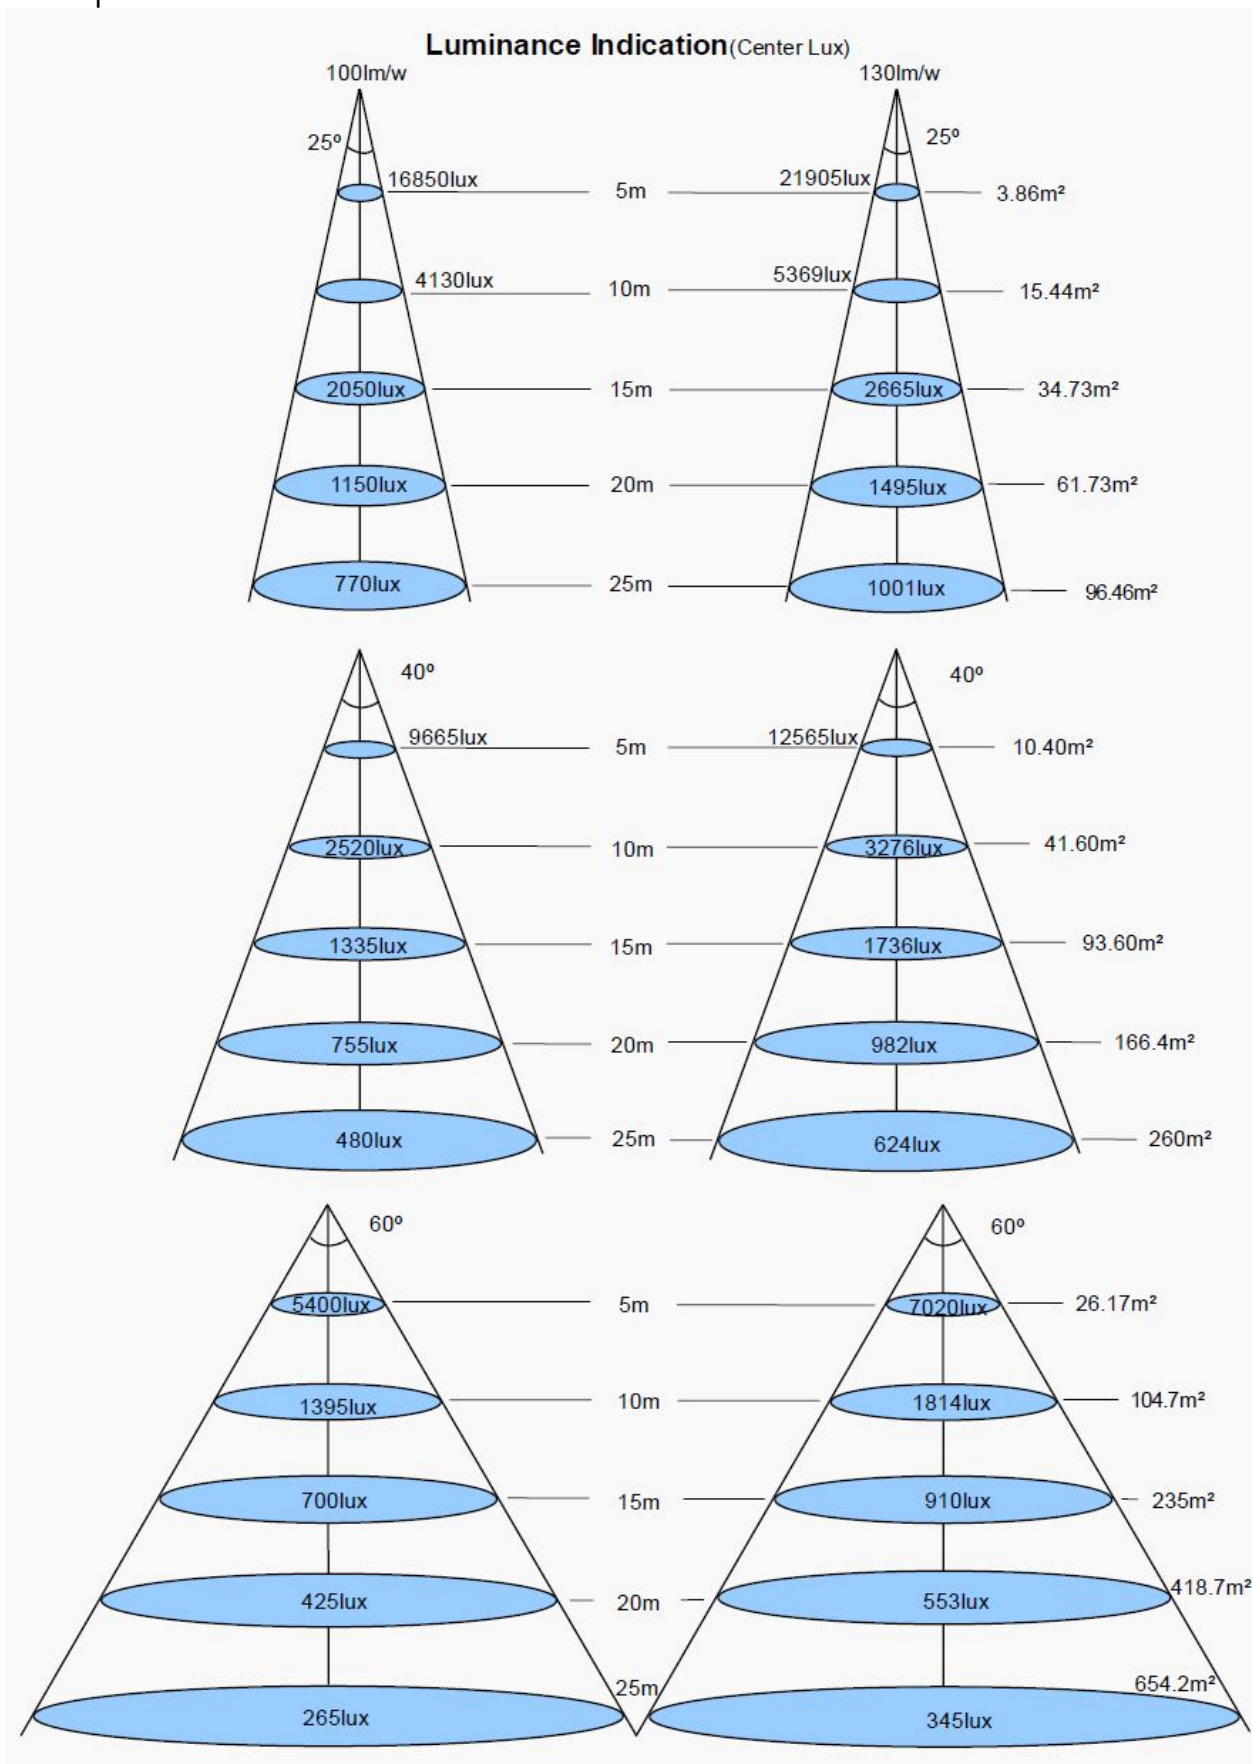 Luminance Indication(Center Lux)
100lm/w 130lm/w
25º 25º
16850lux 5m 21905lux 3.86m²
4130lux 10m 5369lux 15.44m²
2050lux 15m 2665lux 34.73m²
1150lux 20m 1495lux 61.73m²
770lux 25m 1001lux 96.46m²
40º 40º
9665lux 5m 12565lux 10.40m²
2520lux 10m 3276lux 41.60m²
1335lux 15m 1736lux 93.60m²
755lux 20m 982lux 166.4m²
480lux 25m 624lux 260m²
60º 60º
5400lux 5m 7020lux 26.17m²
1395lux 10m 1814lux 104.7m²
700lux 15m 910lux 235m²
425lux 20m 553lux 418.7m²
265lux 25m 345lux 654.2m²